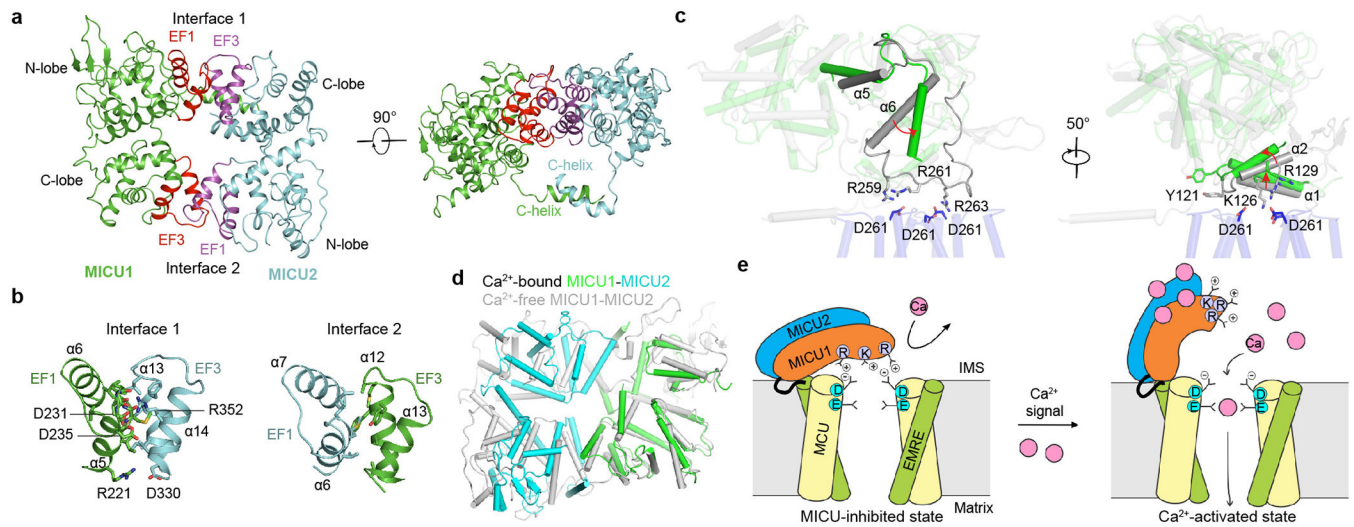 a
Interface 1
EF1
EF3
N-lobe
C-lobe
C-lobe
N-lobe
EF3
EF1
MICU1
Interface 2
MICU2
90°
C-helix
C-helix
b
Interface 1
Interface 2
α6
α13
EF1
EF3
D231
R352
D235
α14
α5
R221
D330
α7
α12
EF3
α13
EF1
α6
c
α5
α6
R261
R259
R263
D261
D261
D261
50°
α2
R129
Y121
K126
α1
D261
D261
d
Ca²⁺-bound MICU1-MICU2
Ca²⁺-free MICU1-MICU2
e
MICU2
MICU1
R K R
+ + +
− − −
Ca
IMS
D D
E E
MCU
EMRE
Matrix
MICU-inhibited state
Ca²⁺
signal
K R
R
+ + +
Ca
− −
D D
E E
Ca²⁺-activated state